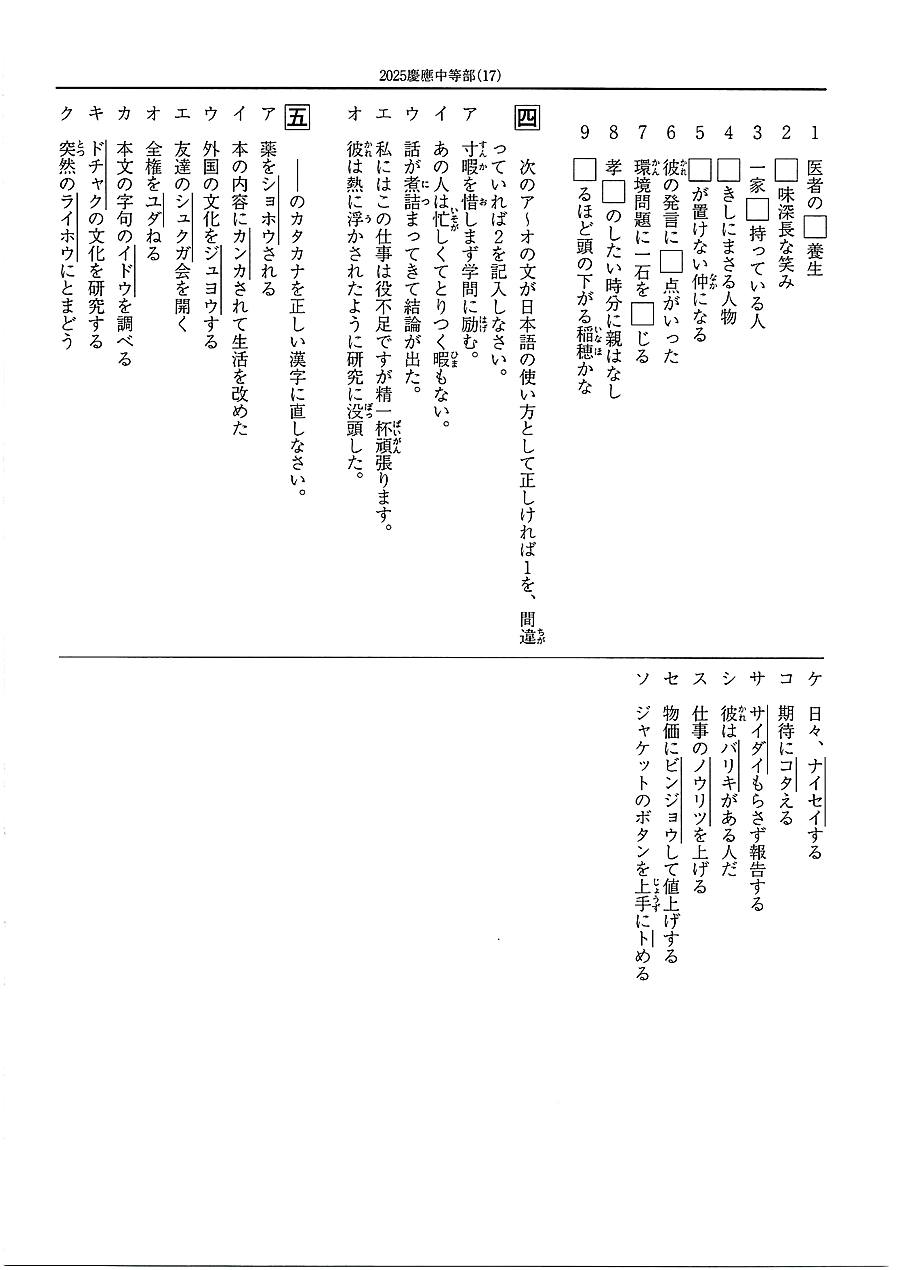 2025慶應中等部(17)
1 医者の□養生
2 □味深長な笑み
3 一家□持っている人
4 □きしにまさる人物
5 □が置けない仲になる
6 彼の発言に□点がいった
7 環境問題に一石を□じる
8 孝□のしたい時分に親はなし
9 □るほど頭の下がる稲穂かな
四 次のア～オの文が日本語の使い方として正しければ1を、間違
っていれば2を記入しなさい。
ア 寸暇を惜しまず学問に励む。
イ あの人は忙しくてとりつく暇もない。
ウ 話が煮詰まってきて結論が出た。
エ 私にはこの仕事は役不足ですが精一杯頑張ります。
オ 彼は熱に浮かされたように研究に没頭した。
五 ――のカタカナを正しい漢字に直しなさい。
ア 薬をショホウされる
イ 本の内容にカンカされて生活を改めた
ウ 外国の文化をジュヨウする
エ 友達のシュクガ会を開く
オ 全権をユダねる
カ 本文の字句のイドウを調べる
キ ドチャクの文化を研究する
ク 突然のライホウにとまどう
ケ 日々、ナイセイする
コ 期待にコタえる
サ サイダイもらさず報告する
シ 彼はバリキがある人だ
ス 仕事のノウリツを上げる
セ 物価にビンジョウして値上げする
ソ ジャケットのボタンを上手にトめる